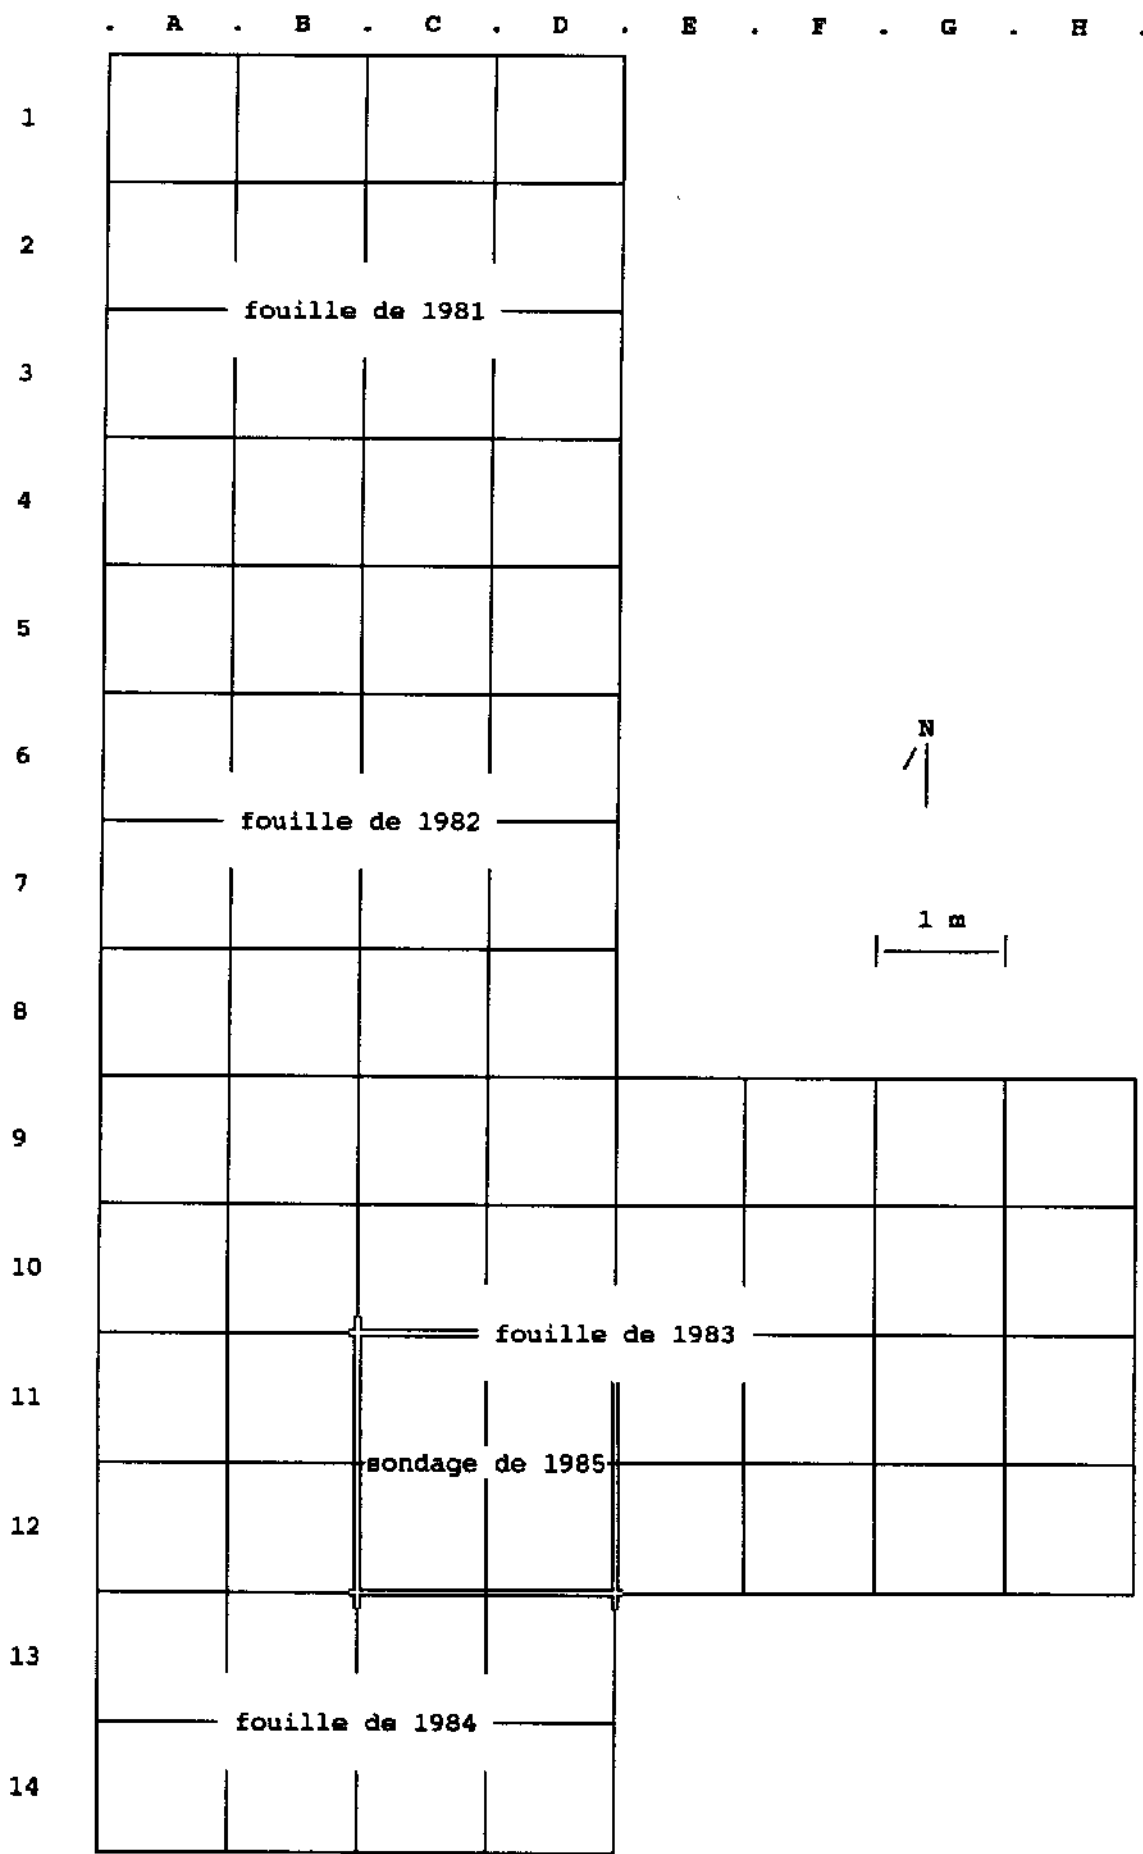 . A . B . C . D . E . F . G . H .
1
2
fouille de 1981
3
4
5
6
N
fouille de 1982
7
1 m
8
9
10
fouille de 1983
11
sondage de 1985
12
13
fouille de 1984
14